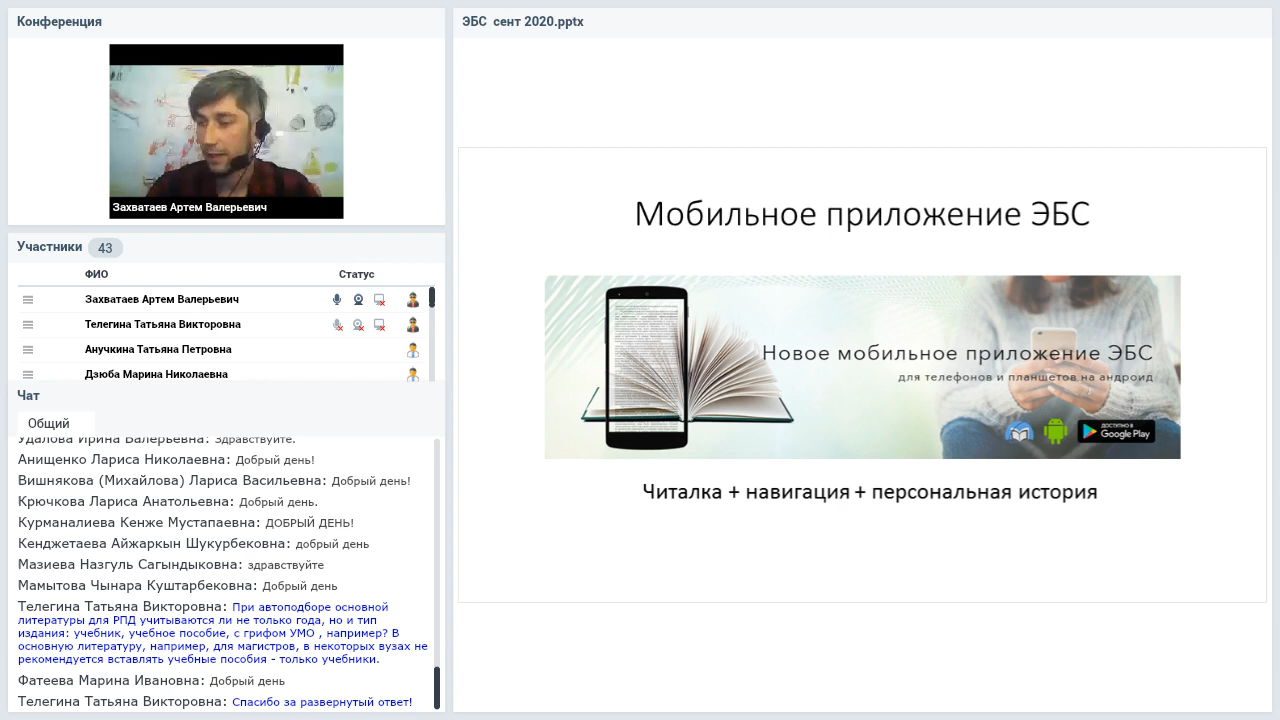 Конференция
Захватаев Артем Валерьевич
Участники 43
ФИО Статус
Захватаев Артем Валерьевич
Телегина Татьяна Викторовна
Анучкина Татьяна Петровна
Дзюба Марина Николаевна
Чат
Общий
Удалова Ирина Валерьевна: Здравствуйте.
Анищенко Лариса Николаевна: Добрый день!
Вишнякова (Михайлова) Лариса Васильевна: Добрый день!
Крючкова Лариса Анатольевна: Добрый день.
Курманалиева Кенже Мустапаевна: ДОБРЫЙ ДЕНЬ!
Кенджетаева Айжаркын Шукурбековна: добрый день
Мазиева Назгуль Сагындыковна: здравствуйте
Мамытова Чынара Куштарбековна: Добрый день
Телегина Татьяна Викторовна: При автоподборе основной
литературы для РПД учитываются ли не только года, но и тип
издания: учебник, учебное пособие, с грифом УМО , например? В
основную литературу, например, для магистров, в некоторых вузах не
рекомендуется вставлять учебные пособия - только учебники.
Фатеева Марина Ивановна: Добрый день
Телегина Татьяна Викторовна: Спасибо за развернутый ответ!
ЭБС сент 2020.pptx
Мобильное приложение ЭБС
Новое мобильное приложение ЭБС
для телефонов и планшетов на андроид
ДОСТУПНО В
Google Play
Читалка + навигация + персональная история